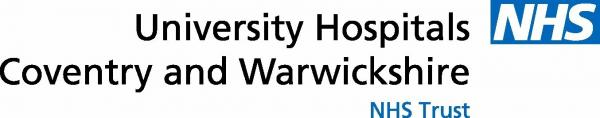 University Hospitals NHS
Coventry and Warwickshire
NHS Trust